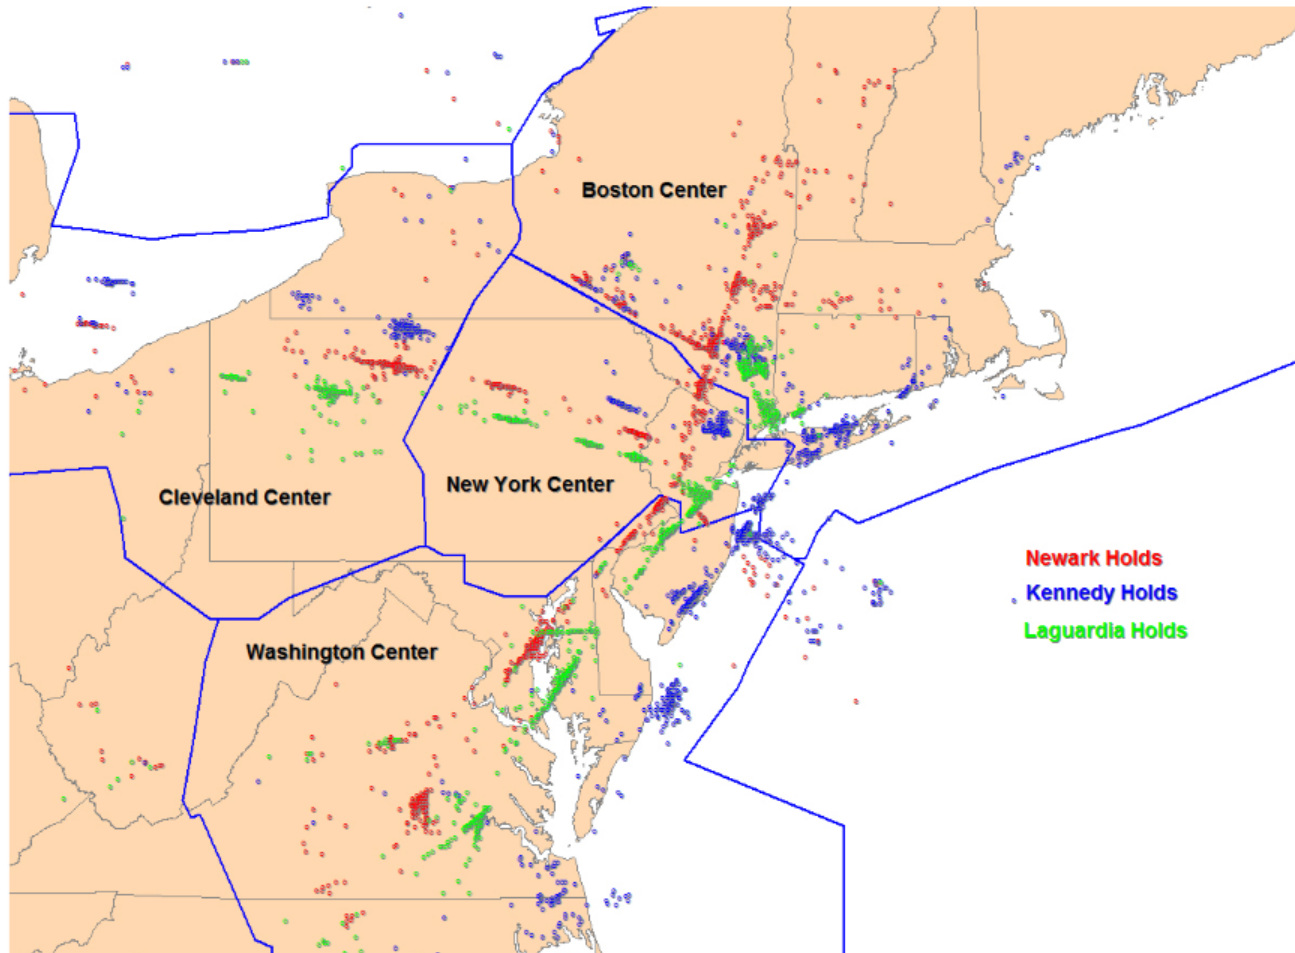 Boston Center
New York Center
Cleveland Center
Newark Holds
Kennedy Holds
Laguardia Holds
Washington Center